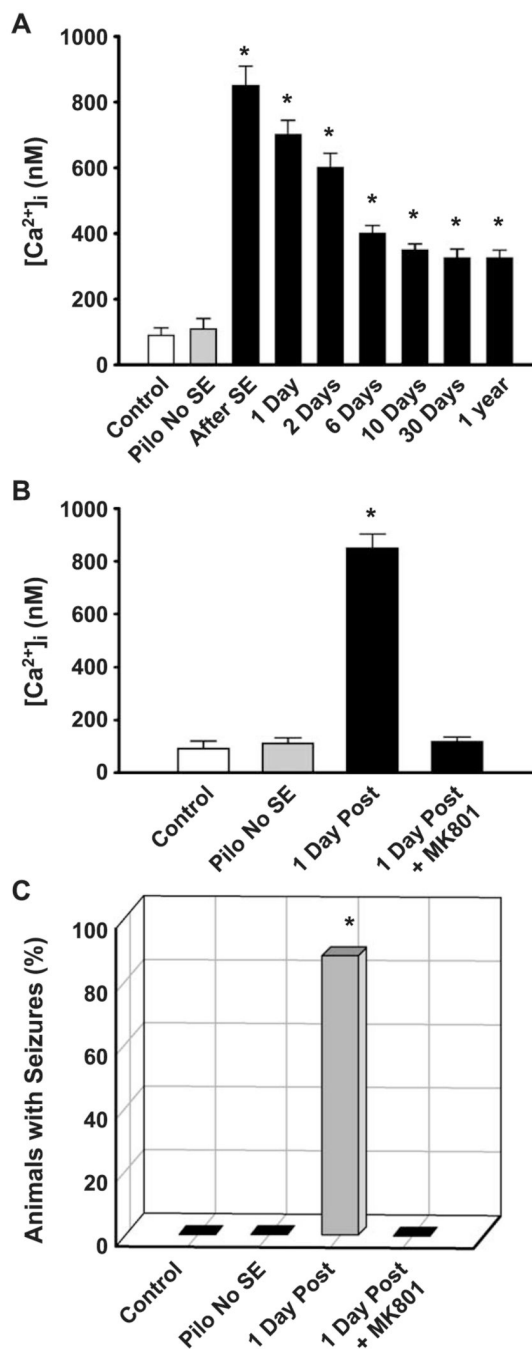 A
[Ca²⁺]ᵢ (nM)
1000
800
600
400
200
0
*
*
*
*
*
*
*
Control
Pilo No SE
After SE
1 Day
2 Days
6 Days
10 Days
30 Days
1 year
B
[Ca²⁺]ᵢ (nM)
1000
800
600
400
200
0
*
Control
Pilo No SE
1 Day Post
1 Day Post
+ MK801
C
Animals with Seizures (%)
100
80
60
40
20
0
*
Control
Pilo No SE
1 Day Post
1 Day Post
+ MK801